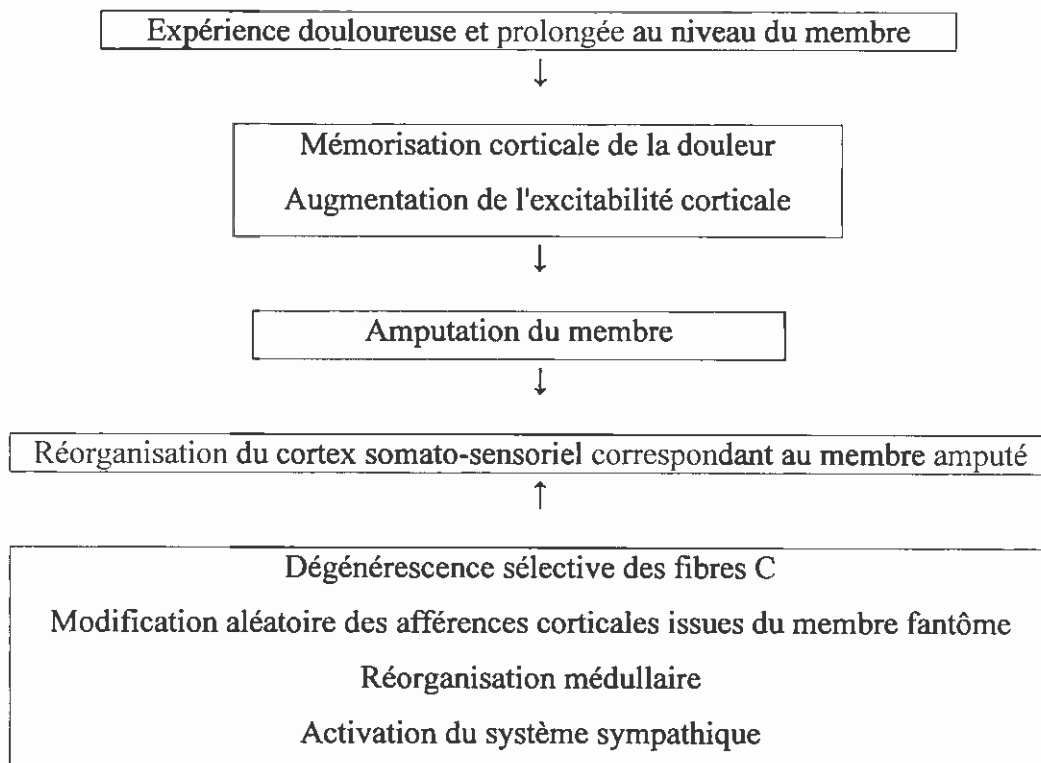 Expérience douloureuse et prolongée au niveau du membre
↓
Mémorisation corticale de la douleur
Augmentation de l'excitabilité corticale
↓
Amputation du membre
↓
Réorganisation du cortex somato-sensoriel correspondant au membre amputé
↑
Dégénérescence sélective des fibres C
Modification aléatoire des afférences corticales issues du membre fantôme
Réorganisation médullaire
Activation du système sympathique